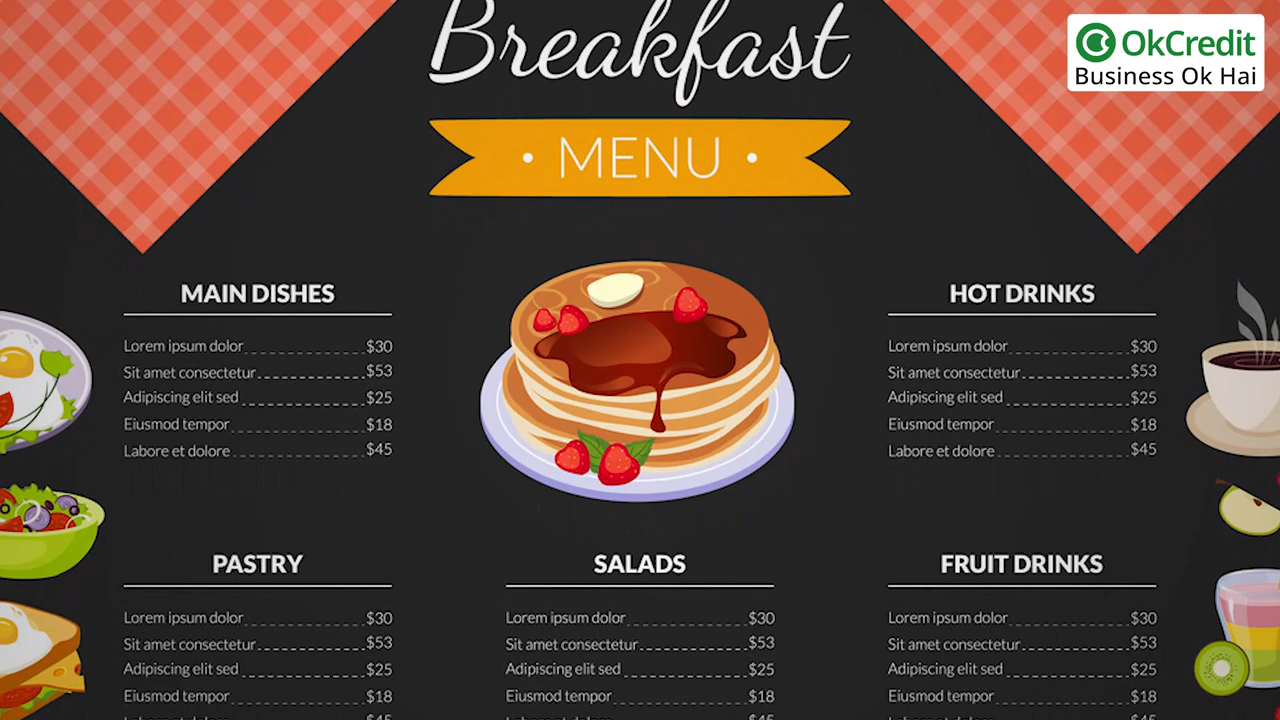 Breakfast
• MENU •
OkCredit
Business Ok Hai
MAIN DISHES
Lorem ipsum dolor $30
Sit amet consectetur $53
Adipiscing elit sed $25
Eiusmod tempor $18
Labore et dolore $45
HOT DRINKS
Lorem ipsum dolor $30
Sit amet consectetur $53
Adipiscing elit sed $25
Eiusmod tempor $18
Labore et dolore $45
PASTRY
Lorem ipsum dolor $30
Sit amet consectetur $53
Adipiscing elit sed $25
Eiusmod tempor $18
SALADS
Lorem ipsum dolor $30
Sit amet consectetur $53
Adipiscing elit sed $25
Eiusmod tempor $18
FRUIT DRINKS
Lorem ipsum dolor $30
Sit amet consectetur $53
Adipiscing elit sed $25
Eiusmod tempor $18